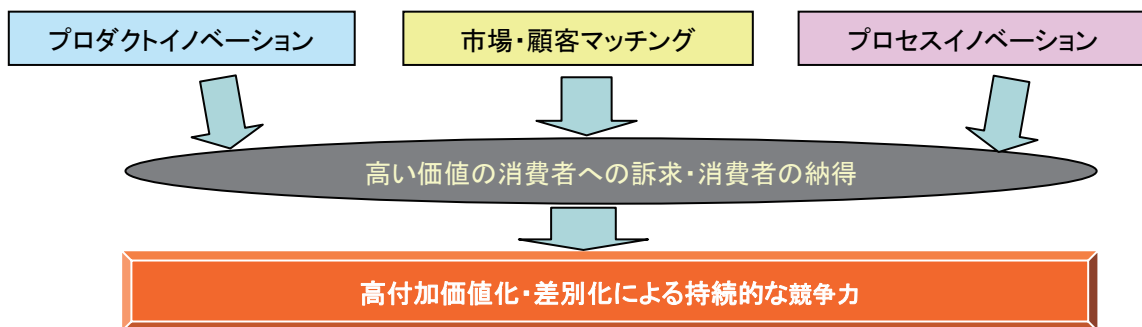 プロダクトイノベーション
市場・顧客マッチング
プロセスイノベーション
高い価値の消費者への訴求・消費者の納得
高付加価値化・差別化による持続的な競争力